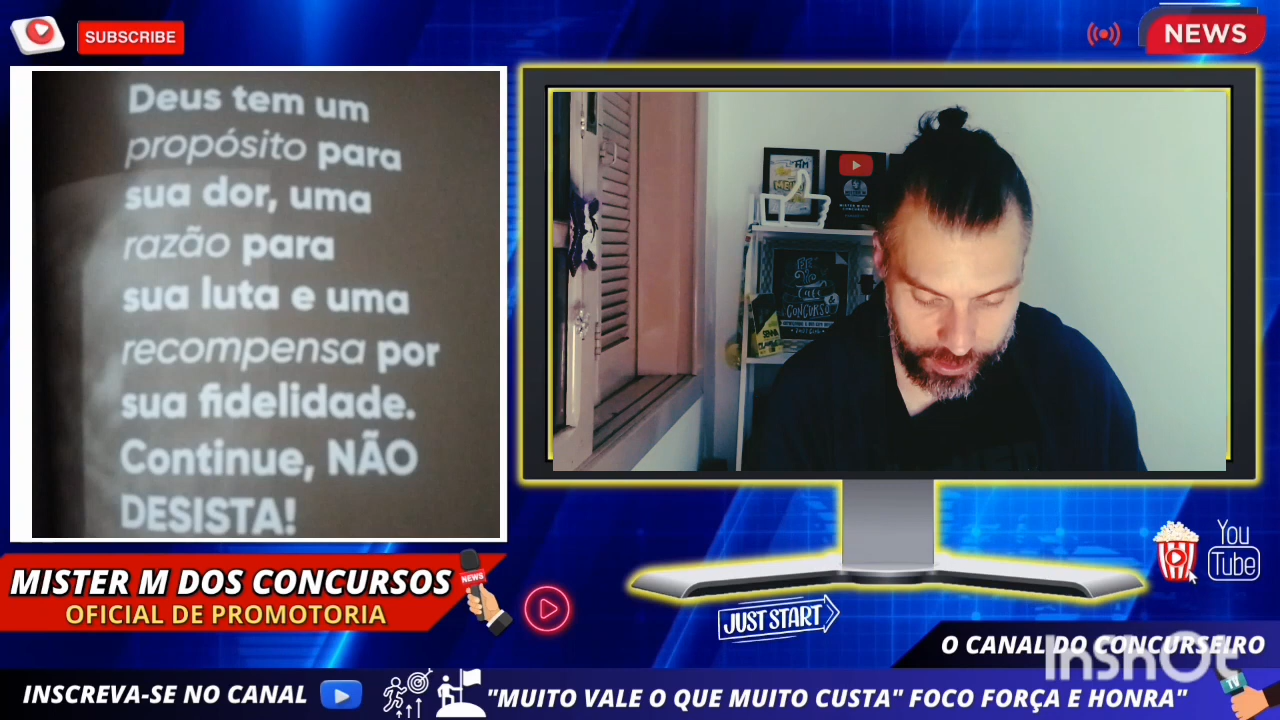 SUBSCRIBE
NEWS
Deus tem um
propósito para
sua dor, uma
razão para
sua luta e uma
recompensa por
sua fidelidade.
Continue, NÃO
DESISTA!
CONCURSO
MISTER M DOS CONCURSOS
NEWS
OFICIAL DE PROMOTORIA
JUST START
You
Tube
O CANAL DO CONCURSEIRO
InshOt
INSCREVA-SE NO CANAL
"MUITO VALE O QUE MUITO CUSTA" FOCO FORÇA E HONRA"
TV